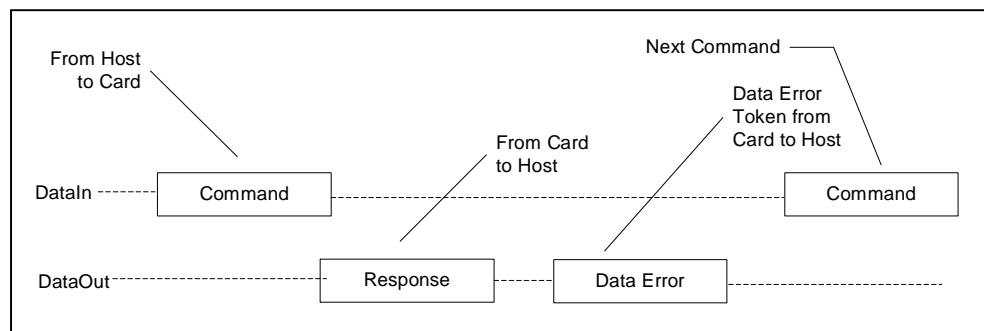 From Host
to Card
Next Command
Data Error
Token from
Card to Host
From Card
to Host
DataIn
Command
Command
DataOut
Response
Data Error